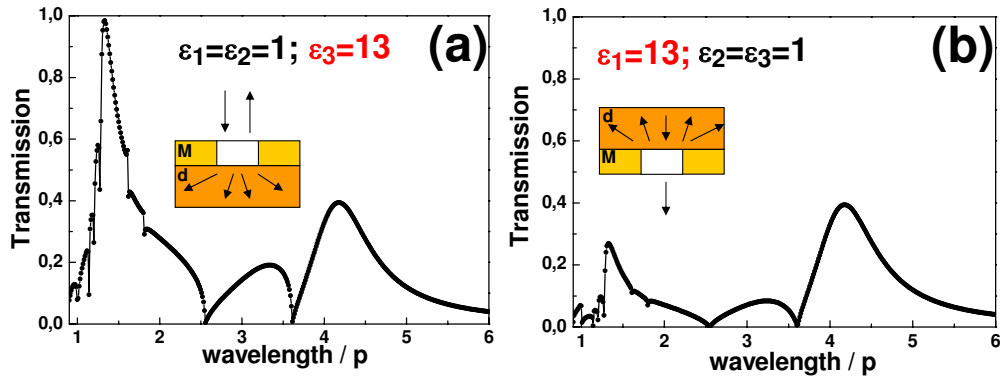 (a)
ε1=ε2=1; ε3=13
Transmission
1,0
0,8
0,6
0,4
0,2
0,0
M
d
1 2 3 4 5 6
wavelength / p
(b)
ε1=13; ε2=ε3=1
Transmission
1,0
0,8
0,6
0,4
0,2
0,0
d
M
1 2 3 4 5 6
wavelength / p